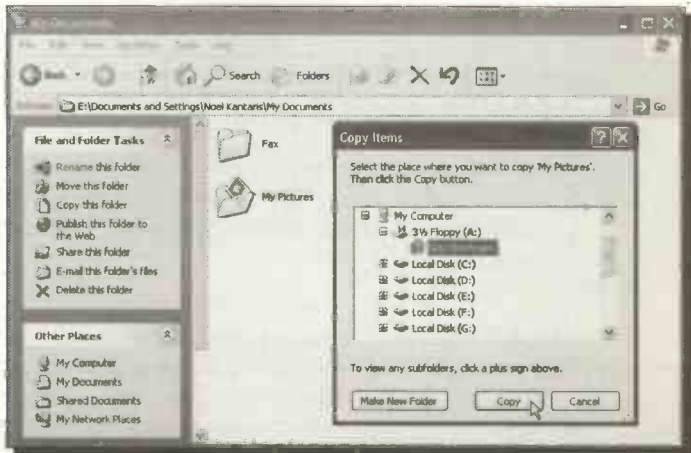 My Documents
Back Search Folders
E:\Documents and Settings\Noel Kantaris\My Documents Go
File and Folder Tasks
Rename this folder
Move this folder
Copy this folder
Publish this folder to
the Web
Share this folder
E-mail this folder's files
Delete this folder
Other Places
My Computer
My Documents
Shared Documents
My Network Places
Fax
My Pictures
Copy Items
Select the place where you want to copy 'My Pictures'.
Then click the Copy button.
My Computer
3½ Floppy (A:)
Local Disk (C:)
Local Disk (D:)
Local Disk (E:)
Local Disk (F:)
Local Disk (G:)
To view any subfolders, click a plus sign above.
Make New Folder Copy Cancel